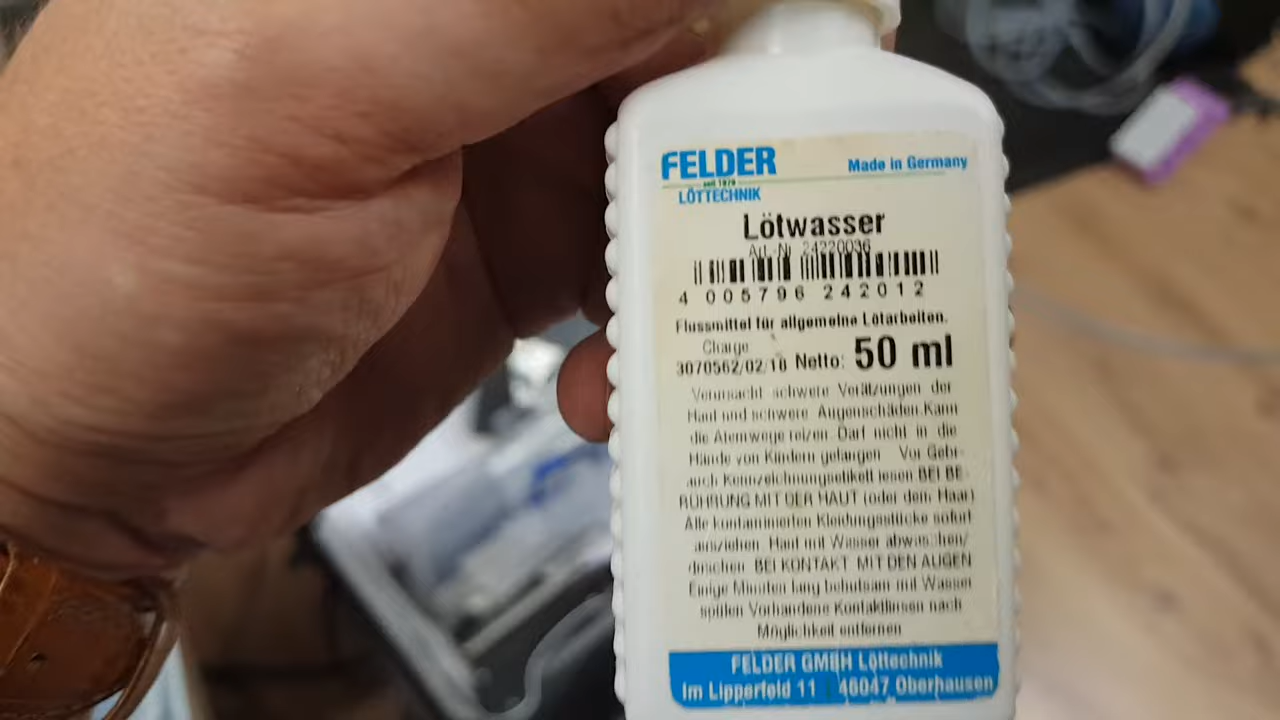 FELDER
seit 1979
LÖTTECHNIK
Made in Germany
Lötwasser
Art.-Nr. 24220036
4 005796 242012
Flussmittel für allgemeine Lötarbeiten.
Charge
3070562/02/18 Netto: 50 ml
Verursacht schwere Verätzungen der
Haut und schwere Augenschäden.Kann
die Atemwege reizen. Darf nicht in die
Hände von Kindern gelangen. Vor Gebr-
auch Kennzeichnungsetikett lesen BEI BE-
RÜHRUNG MIT DER HAUT (oder dem Haar)
Alle kontaminierten Kleidungsstücke sofort
ausziehen. Haut mit Wasser abwaschen/
duschen. BEI KONTAKT MIT DEN AUGEN
Einige Minuten lang behutsam mit Wasser
spülen Vorhandene Kontaktlinsen nach
Möglichkeit entfernen
FELDER GMBH Löttechnik
Im Lipperfeld 11 | 46047 Oberhausen